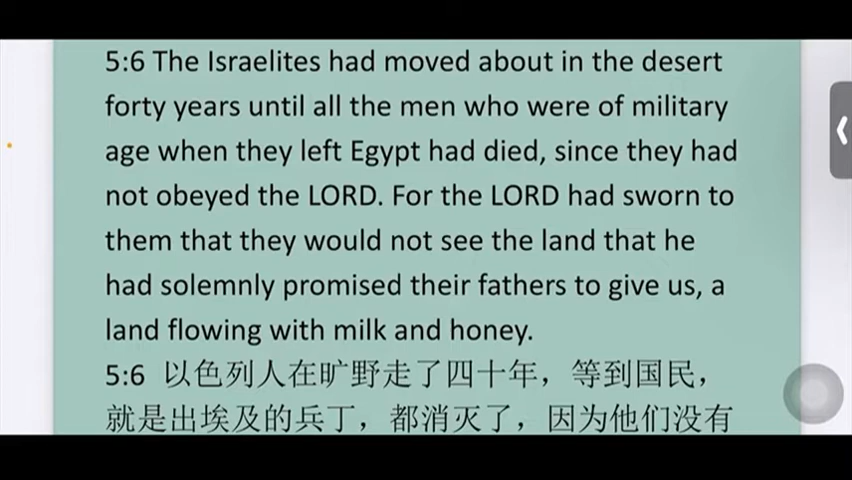 5:6 The Israelites had moved about in the desert
forty years until all the men who were of military
age when they left Egypt had died, since they had
not obeyed the LORD. For the LORD had sworn to
them that they would not see the land that he
had solemnly promised their fathers to give us, a
land flowing with milk and honey.
5:6 以色列人在旷野走了四十年，等到国民，
就是出埃及的兵丁，都消灭了，因为他们没有